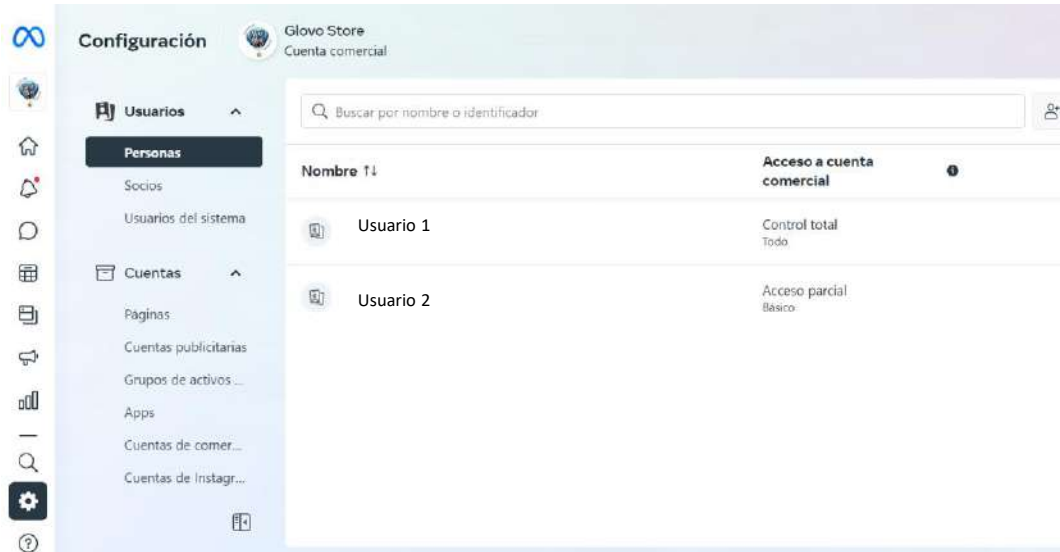 Configuración
Glovo Store
Cuenta comercial
Usuarios
Personas
Socios
Usuarios del sistema
Cuentas
Páginas
Cuentas publicitarias
Grupos de activos ...
Apps
Cuentas de comer...
Cuentas de Instagr...
Buscar por nombre o identificador
Nombre ↑↓
Acceso a cuenta
comercial
Usuario 1
Control total
Todo
Usuario 2
Acceso parcial
Básico